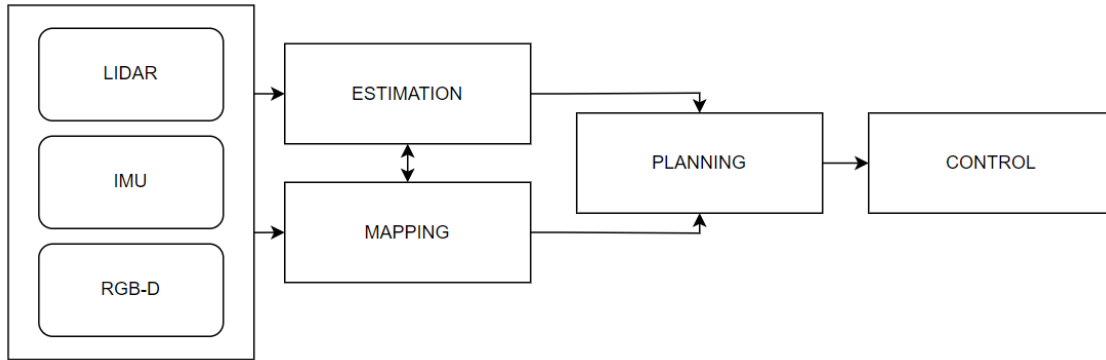 LIDAR
IMU
RGB-D
ESTIMATION
MAPPING
PLANNING
CONTROL